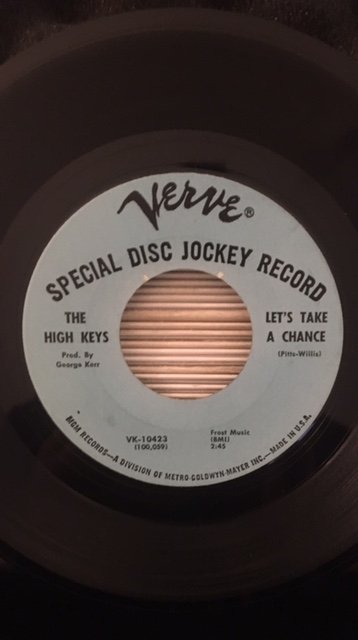 VERVE®
SPECIAL DISC JOCKEY RECORD
THE
HIGH KEYS
Prod. By
George Kerr
LET'S TAKE
A CHANCE
(Pitts-Willis)
VK-10423
(100,059)
Frost Music
(BMI)
2:45
MGM RECORDS—A DIVISION OF METRO-GOLDWYN-MAYER INC.—MADE IN U.S.A.